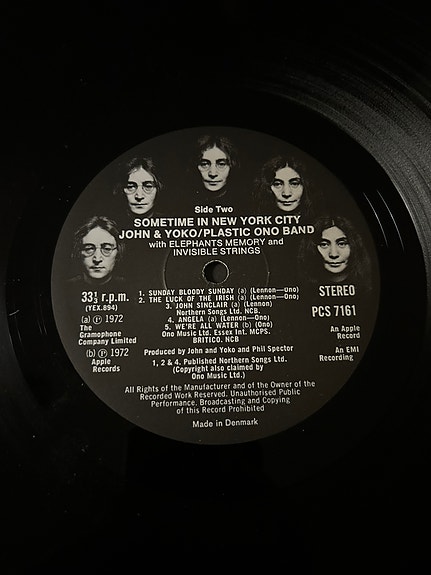 Side Two
SOMETIME IN NEW YORK CITY
JOHN & YOKO/PLASTIC ONO BAND
with ELEPHANTS MEMORY and
INVISIBLE STRINGS
33⅓ r.p.m.
(YEX.894)
(a) ℗ 1972
The
Gramophone
Company Limited
(b) ℗ 1972
Apple
Records
1. SUNDAY BLOODY SUNDAY (a) (Lennon—Ono)
2. THE LUCK OF THE IRISH (a) (Lennon—Ono)
3. JOHN SINCLAIR (a) (Lennon)
Northern Songs Ltd. NCB.
4. ANGELA (a) (Lennon—Ono)
5. WE'RE ALL WATER (b) (Ono)
Ono Music Ltd. Essex Int. MCPS.
BRITICO. NCB
STEREO
PCS 7161
An Apple
Record
An EMI
Recording
Produced by John and Yoko and Phil Spector
1, 2 & 4. Published Northern Songs Ltd.
(Copyright also claimed by
Ono Music Ltd.)
All Rights of the Manufacturer and of the Owner of the
Recorded Work Reserved. Unauthorised Public
Performance, Broadcasting and Copying
of this Record Prohibited
Made in Denmark